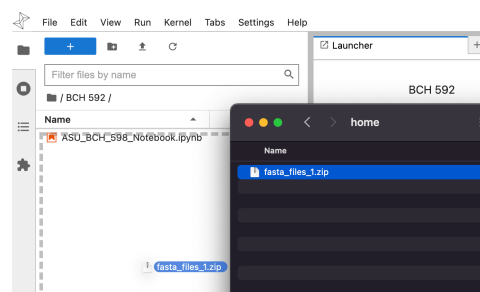 File Edit View Run Kernel Tabs Settings Help
+
Launcher
+
Filter files by name
/ BCH 592 /
BCH 592
Name
home
ASU_BCH_598_Notebook.ipynb
Name
fasta_files_1.zip
fasta_files_1.zip